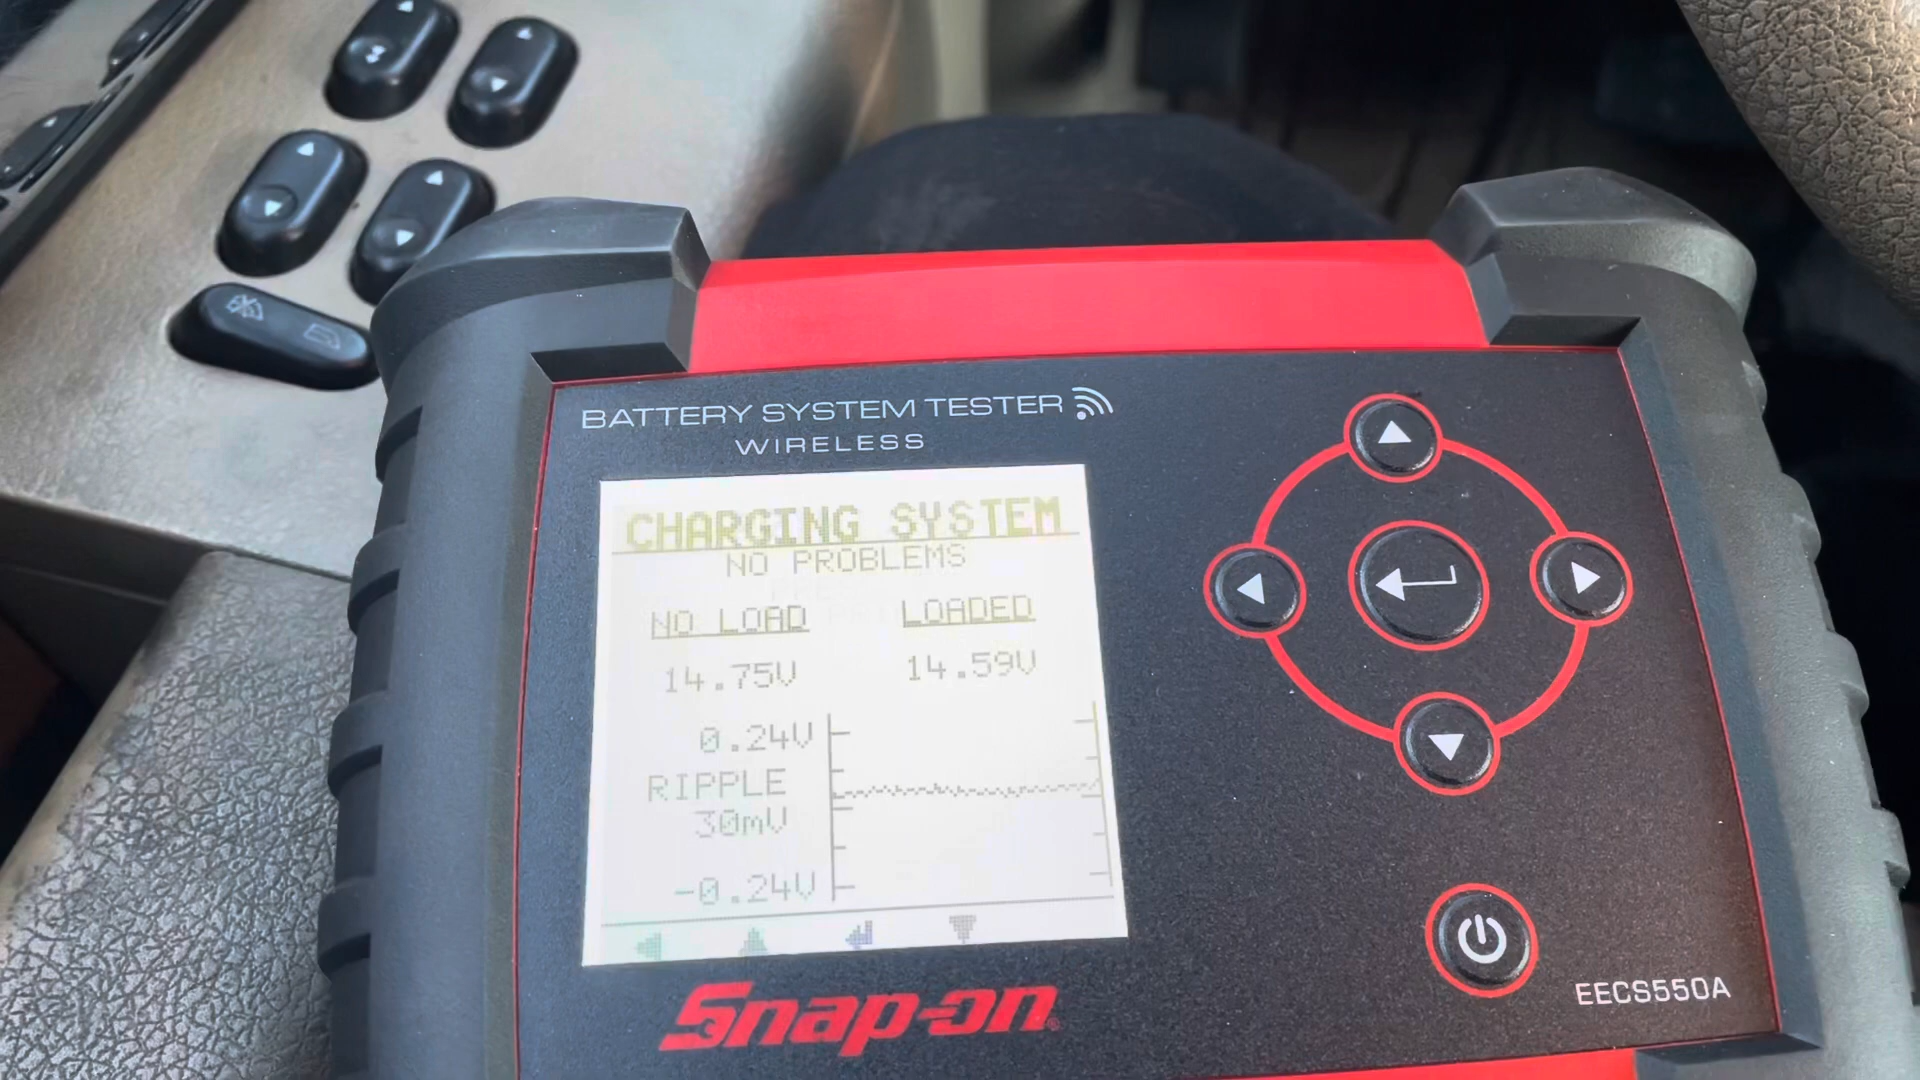 BATTERY SYSTEM TESTER
WIRELESS
CHARGING SYSTEM
NO PROBLEMS
NO LOAD LOADED
14.75V 14.59V
0.24V
RIPPLE
30mV
-0.24V
Snap-on
EECS550A